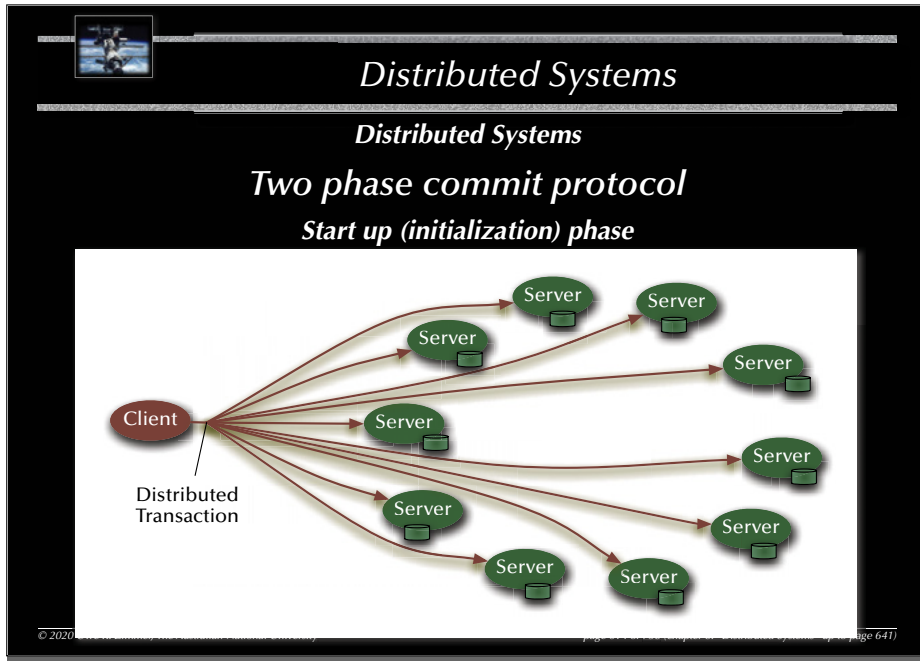 Distributed Systems
Distributed Systems
Two phase commit protocol
Start up (initialization) phase
Server
Server
Server
Server
Client
Server
Server
Distributed
Transaction
Server
Server
Server
Server
© 2020
page 641)